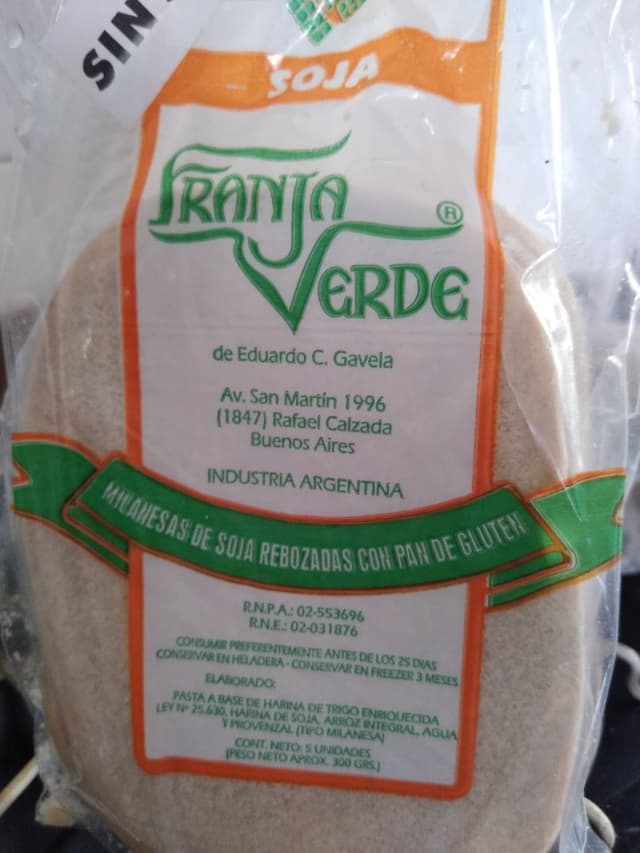 SIN
SOJA
FRANJA
VERDE ®
de Eduardo C. Gavela
Av. San Martín 1996
(1847) Rafael Calzada
Buenos Aires
INDUSTRIA ARGENTINA
MILANESAS DE SOJA REBOZADAS CON PAN DE GLUTEN
R.N.P.A.: 02-553696
R.N.E.: 02-031876
CONSUMIR PREFERENTEMENTE ANTES DE LOS 25 DIAS
CONSERVAR EN HELADERA - CONSERVAR EN FREEZER 3 MESES
ELABORADO:
PASTA A BASE DE HARINA DE TRIGO ENRIQUECIDA
LEY Nº 25.630, HARINA DE SOJA, ARROZ INTEGRAL, AGUA
Y PROVENZAL (TIPO MILANESA)
CONT. NETO: 5 UNIDADES
(PESO NETO APROX. 300 GRS.)